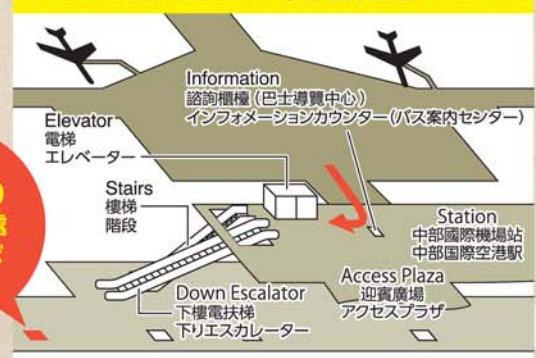 Information
諮詢櫃檯（巴士導覽中心）
インフォメーションカウンター（バス案内センター）
Elevator
電梯
エレベーター
Stairs
樓梯
階段
Station
中部國際機場站
中部国際空港駅
Access Plaza
迎賓廣場
アクセスプラザ
Down Escalator
下樓電扶梯
下りエスカレーター